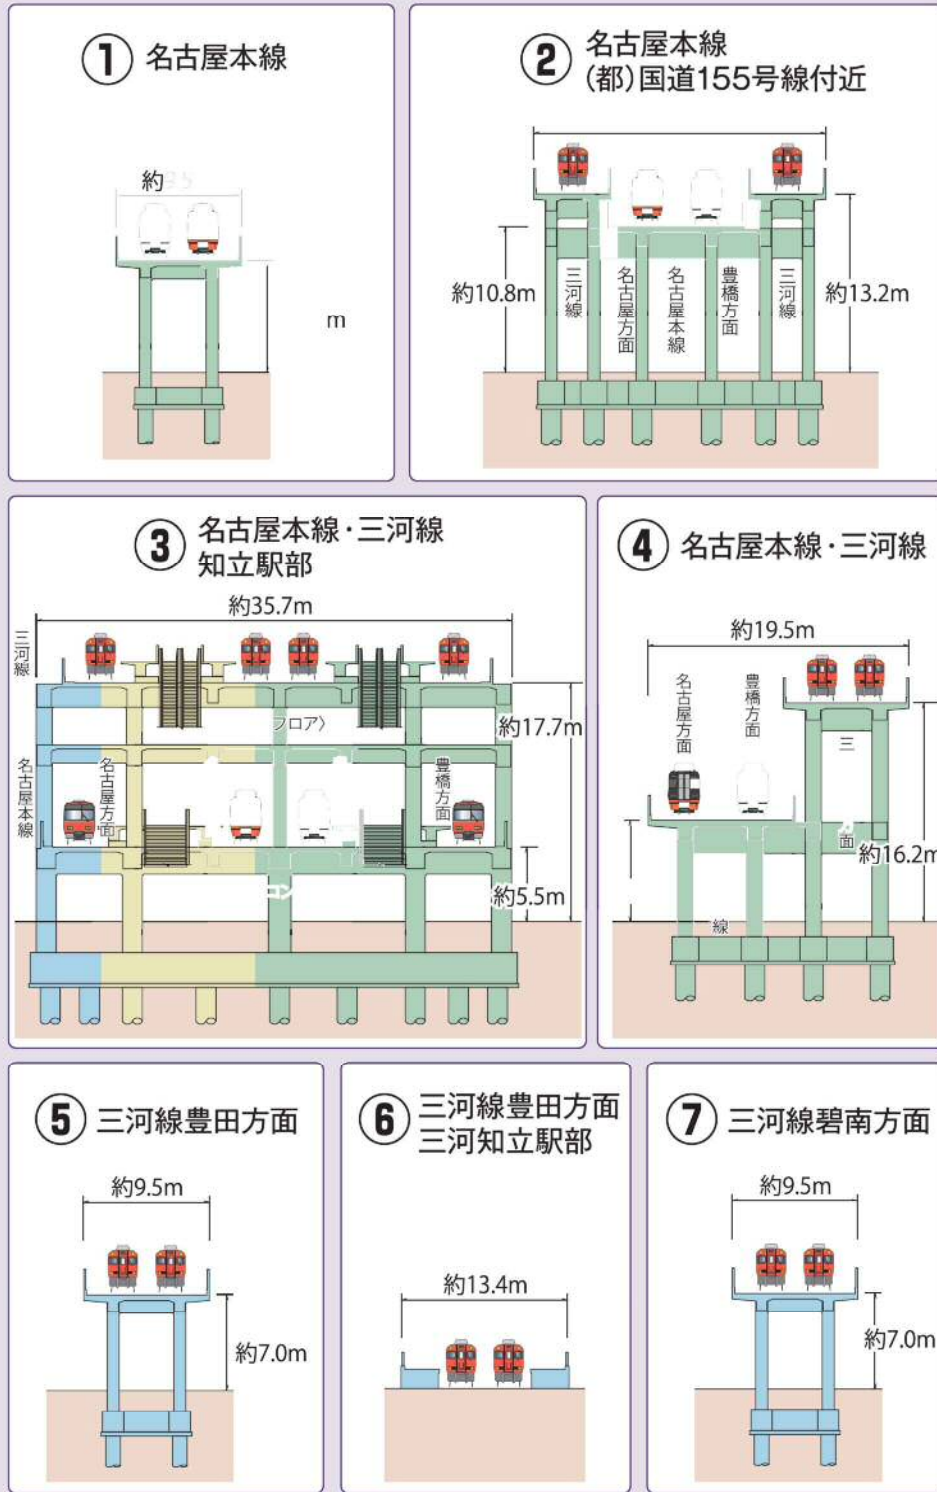 ① 名古屋本線
約
m
② 名古屋本線
(都)国道155号線付近
約10.8m
三河線
名古屋方面
名古屋本線
豊橋方面
三河線
約13.2m
③ 名古屋本線・三河線
知立駅部
約35.7m
三河線
フロア〉
約17.7m
名古屋本線
名古屋方面
豊橋方面
約5.5m
④ 名古屋本線・三河線
約19.5m
名古屋方面
豊橋方面
三
面
約16.2m
線
⑤ 三河線豊田方面
約9.5m
約7.0m
⑥ 三河線豊田方面
三河知立駅部
約13.4m
⑦ 三河線碧南方面
約9.5m
約7.0m